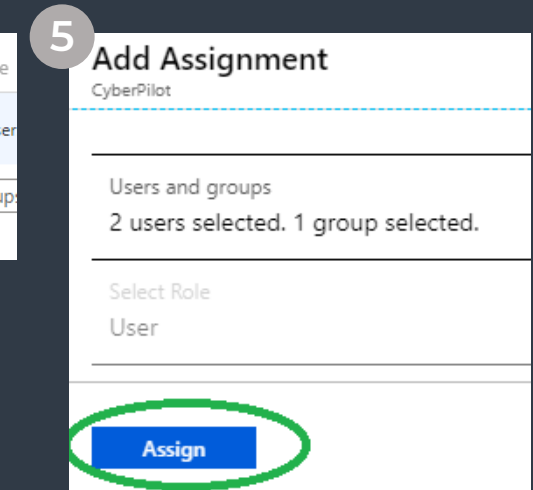 5
Add Assignment
CyberPilot
Users and groups
2 users selected. 1 group selected.
Select Role
User
Assign